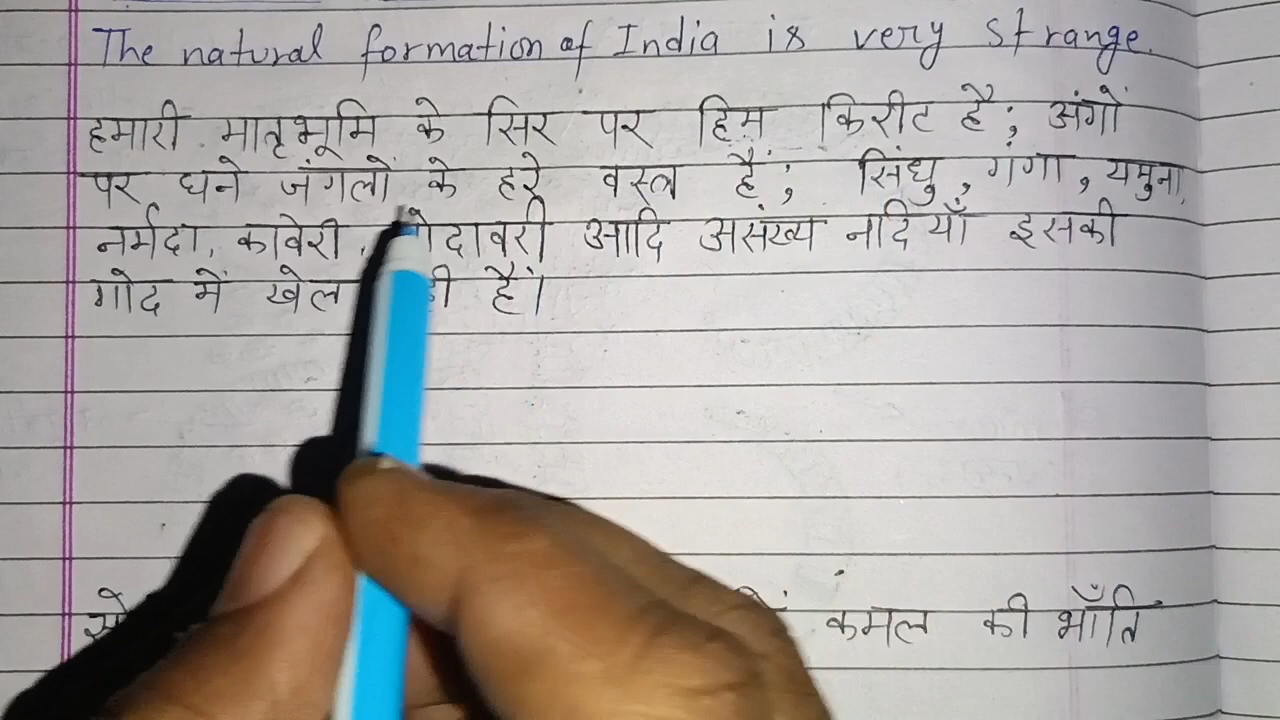 The natural formation of India is very strange.
हमारी मातृभूमि के सिर पर हिम किरीट है; अंगों
पर घने जंगलों के हरे वस्त्र हैं; सिंधु, गंगा, यमुना,
नर्मदा, कावेरी, आदि असंख्य नदियाँ इसकी
गोद में खेल हैं।
कमल की भाँति